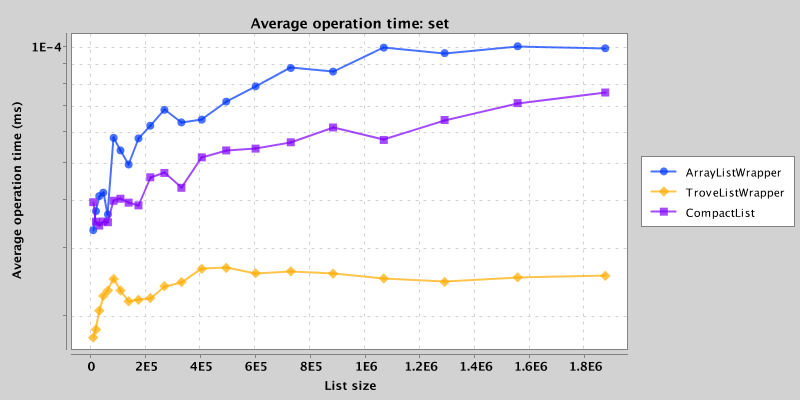 Average operation time: set
1E-4
Average operation time (ms)
0 2E5 4E5 6E5 8E5 1E6 1.2E6 1.4E6 1.6E6 1.8E6
List size
ArrayListWrapper
TroveListWrapper
CompactList